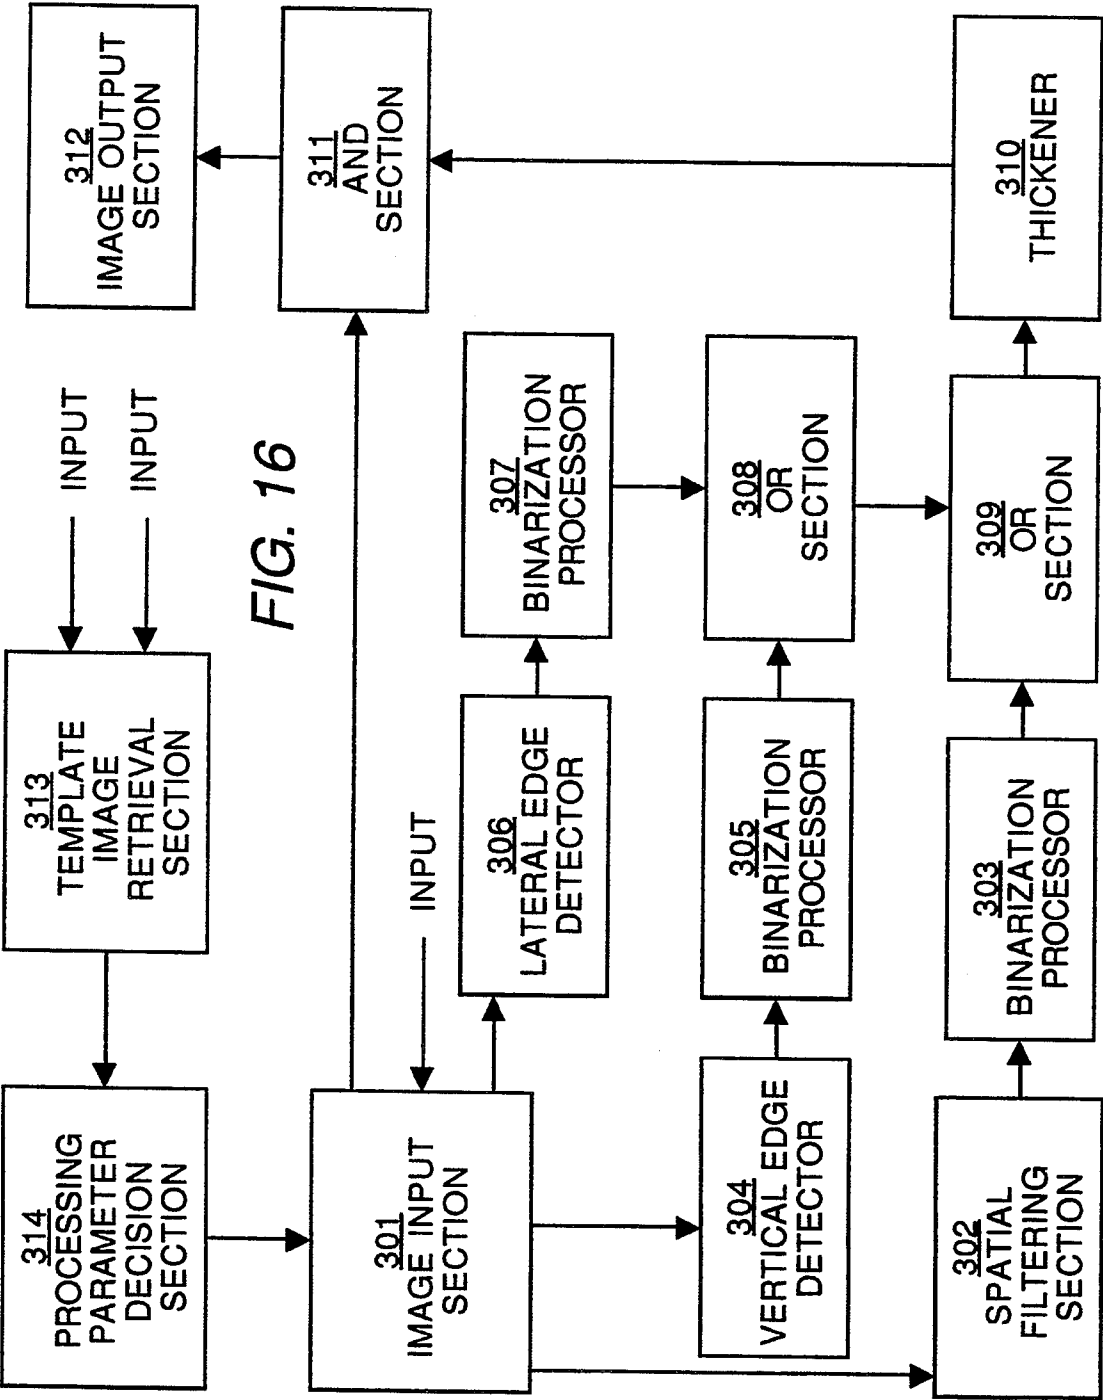 314
PROCESSING
PARAMETER
DECISION
SECTION
313
TEMPLATE
IMAGE
RETRIEVAL
SECTION
INPUT
INPUT
312
IMAGE OUTPUT
SECTION
FIG. 16
301
IMAGE INPUT
SECTION
INPUT
311
AND
SECTION
306
LATERAL EDGE
DETECTOR
307
BINARIZATION
PROCESSOR
304
VERTICAL EDGE
DETECTOR
305
BINARIZATION
PROCESSOR
308
OR
SECTION
302
SPATIAL
FILTERING
SECTION
303
BINARIZATION
PROCESSOR
309
OR
SECTION
310
THICKENER